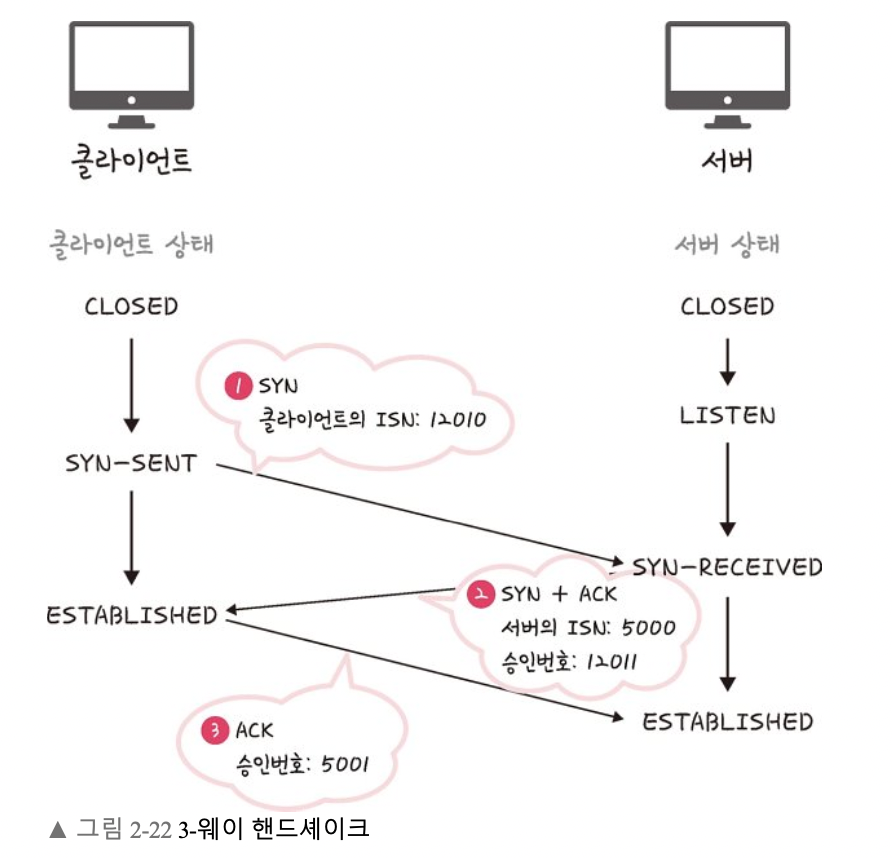 클라이언트
서버
클라이언트 상태
서버 상태
CLOSED
CLOSED
1 SYN
클라이언트의 ISN: 12010
LISTEN
SYN-SENT
SYN-RECEIVED
2 SYN + ACK
서버의 ISN: 5000
승인번호: 12011
ESTABLISHED
ESTABLISHED
3 ACK
승인번호: 5001
▲ 그림 2-22 3-웨이 핸드셰이크